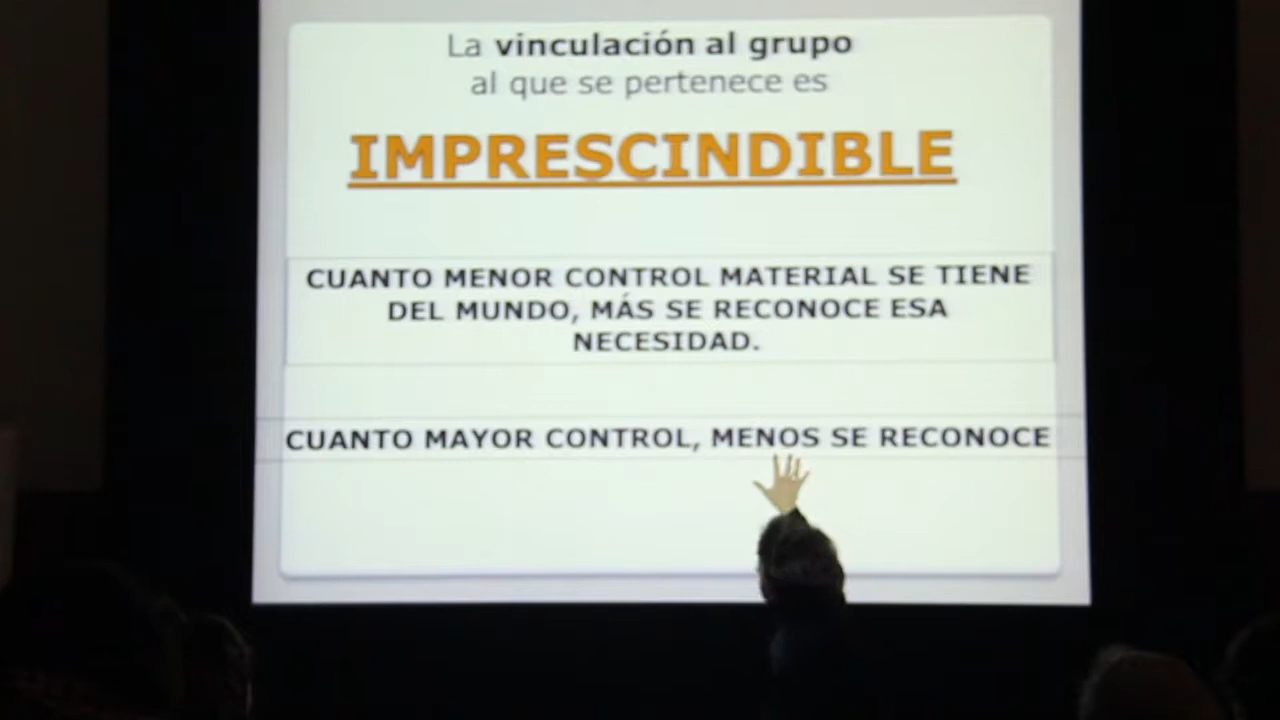 La vinculación al grupo
al que se pertenece es
IMPRESCINDIBLE
CUANTO MENOR CONTROL MATERIAL SE TIENE
DEL MUNDO, MÁS SE RECONOCE ESA
NECESIDAD.
CUANTO MAYOR CONTROL, MENOS SE RECONOCE